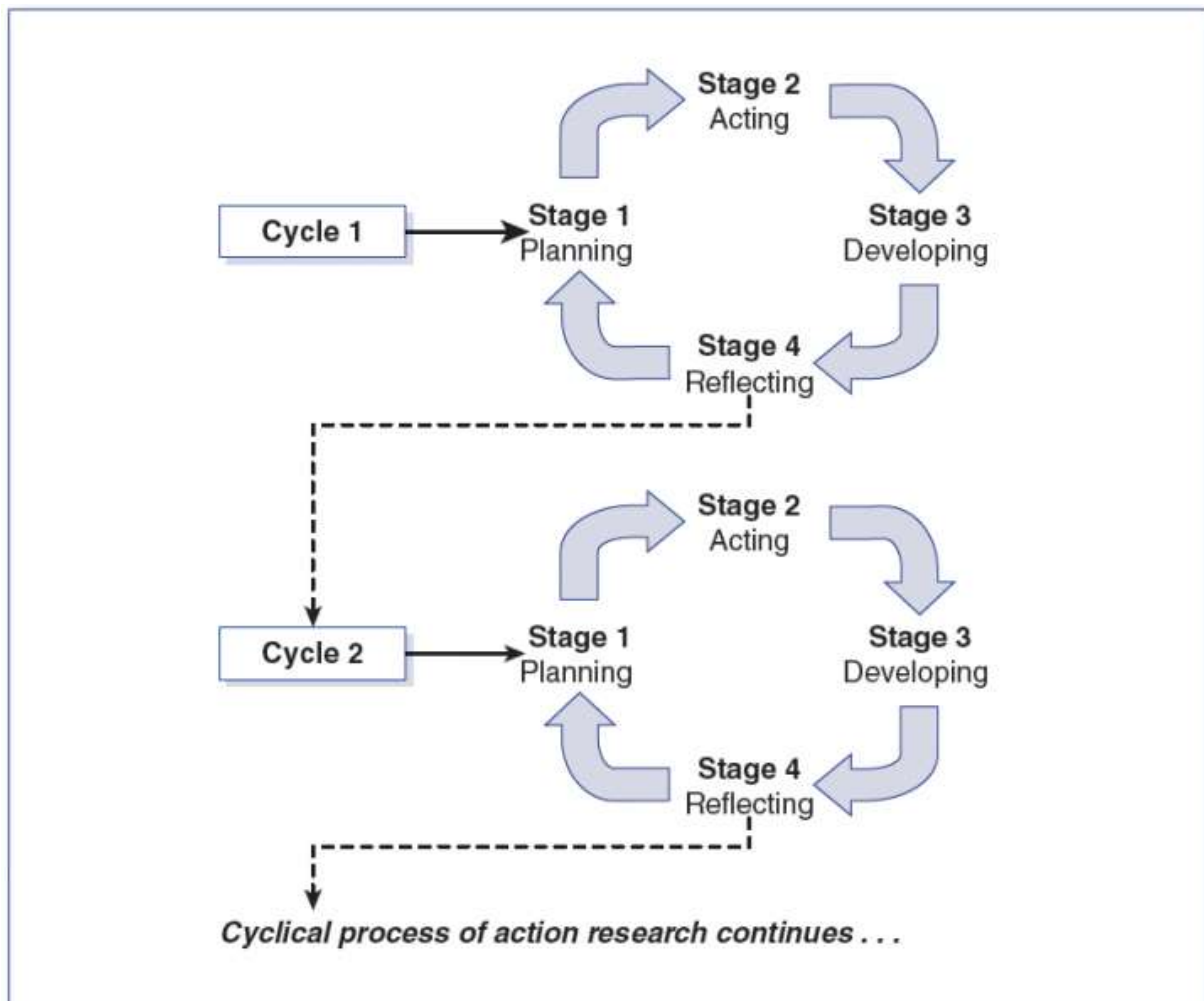 Stage 2
Acting
Cycle 1
Stage 1
Planning
Stage 3
Developing
Stage 4
Reflecting
Stage 2
Acting
Cycle 2
Stage 1
Planning
Stage 3
Developing
Stage 4
Reflecting
Cyclical process of action research continues . . .